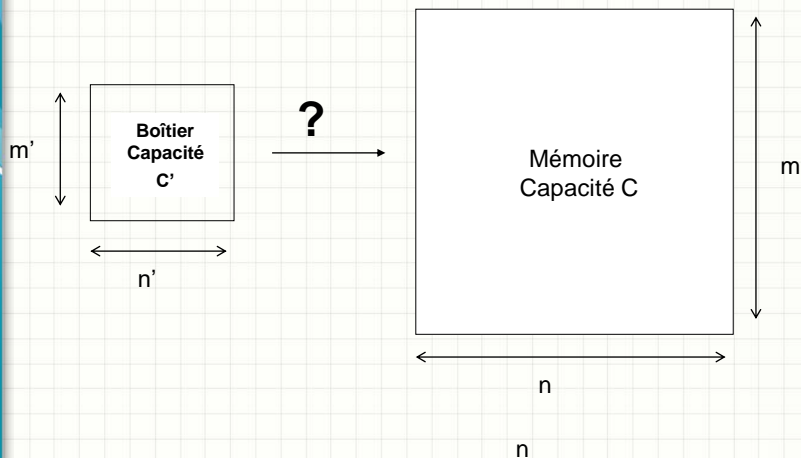 m’
Boîtier
Capacité
C’
n’
?
Mémoire
Capacité C
m
n
n